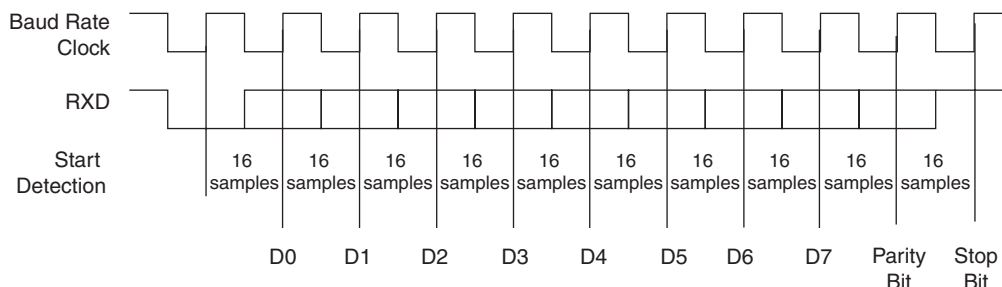 Baud Rate
Clock
RXD
Start
Detection
16 16 16 16 16 16 16 16 16 16
samples samples samples samples samples samples samples samples samples samples
D0 D1 D2 D3 D4 D5 D6 D7 Parity Stop
Bit Bit